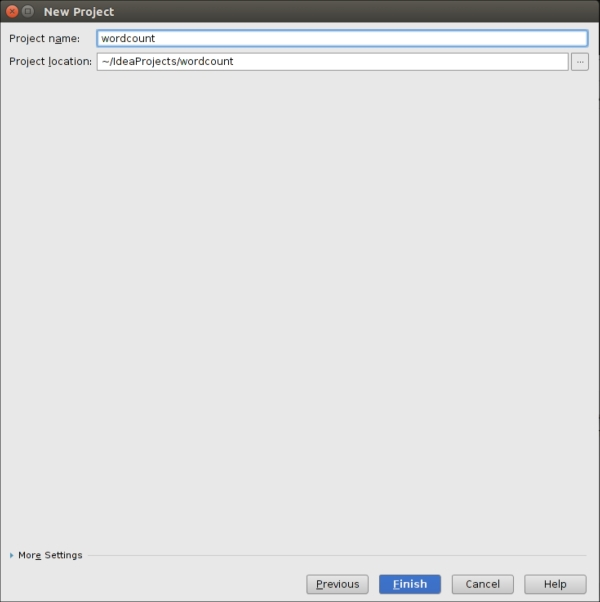 New Project
Project name: wordcount
Project location: ~/IdeaProjects/wordcount ...
More Settings
Previous Finish Cancel Help